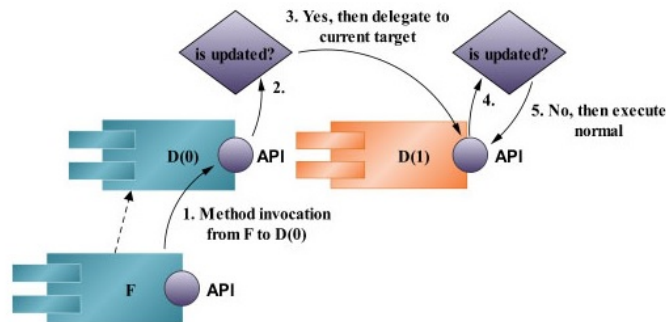 3. Yes, then delegate to
current target
is updated?
is updated?
2.
4.
5. No, then execute
normal
D(0)
API
D(1)
API
1. Method invocation
from F to D(0)
F
API